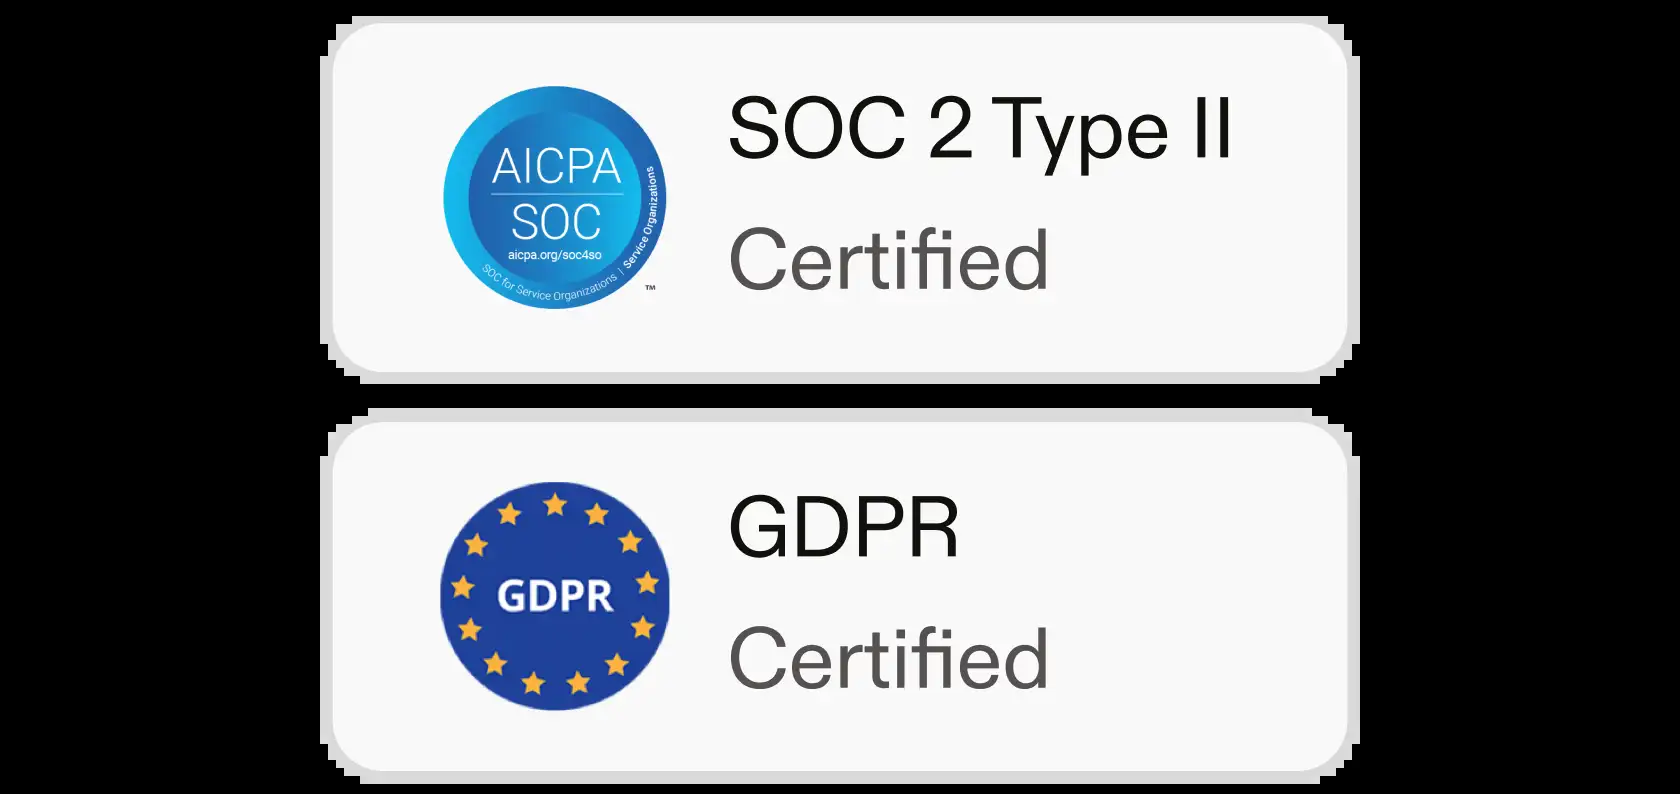 AICPA
SOC
aicpa.org/soc4so
SOC for Service Organizations | Service Organizations
TM
SOC 2 Type II
Certified
GDPR
GDPR
Certified